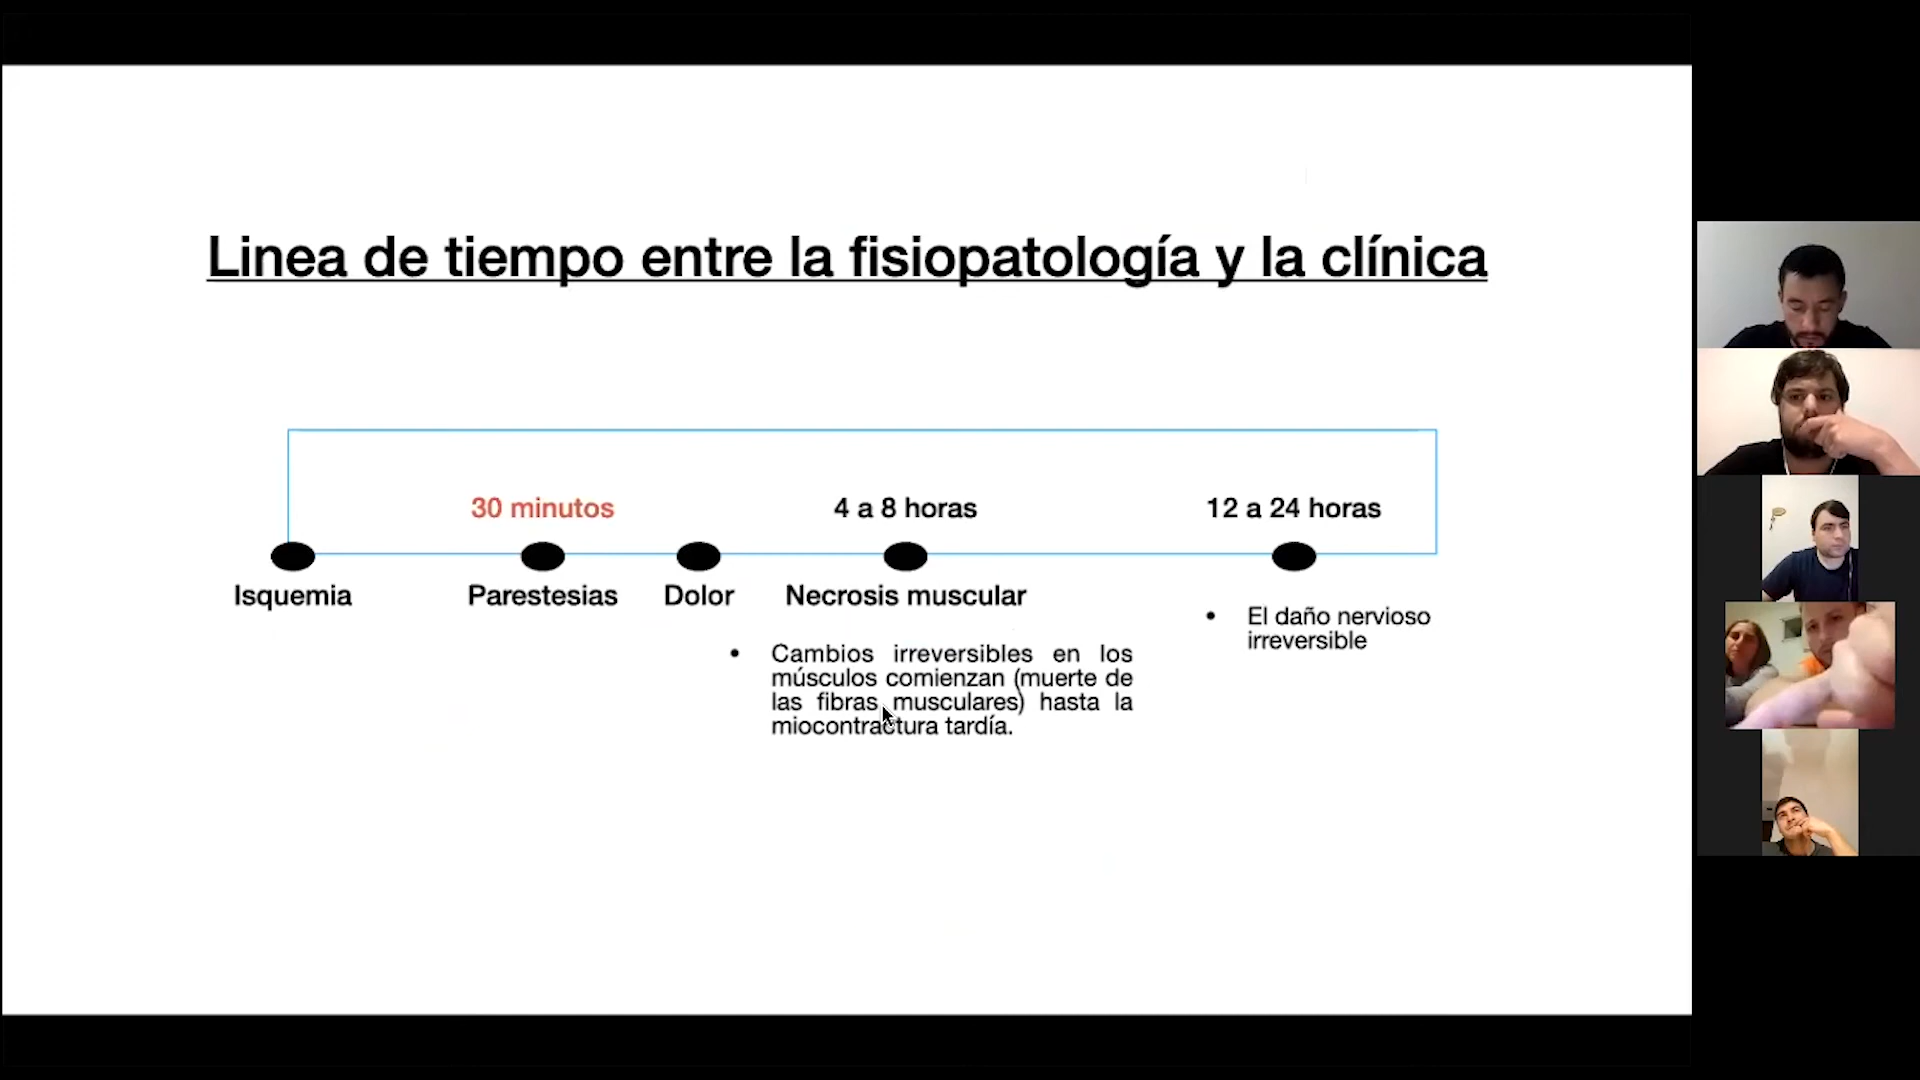 Linea de tiempo entre la fisiopatología y la clínica
30 minutos
4 a 8 horas
12 a 24 horas
Isquemia
Parestesias
Dolor
Necrosis muscular
• El daño nervioso
irreversible
• Cambios irreversibles en los
músculos comienzan (muerte de
las fibras musculares) hasta la
miocontractura tardía.